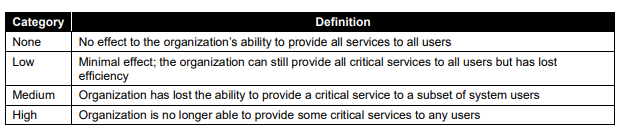 Category Definition
None No effect to the organization’s ability to provide all services to all users
Low Minimal effect; the organization can still provide all critical services to all users but has lost
efficiency
Medium Organization has lost the ability to provide a critical service to a subset of system users
High Organization is no longer able to provide some critical services to any users